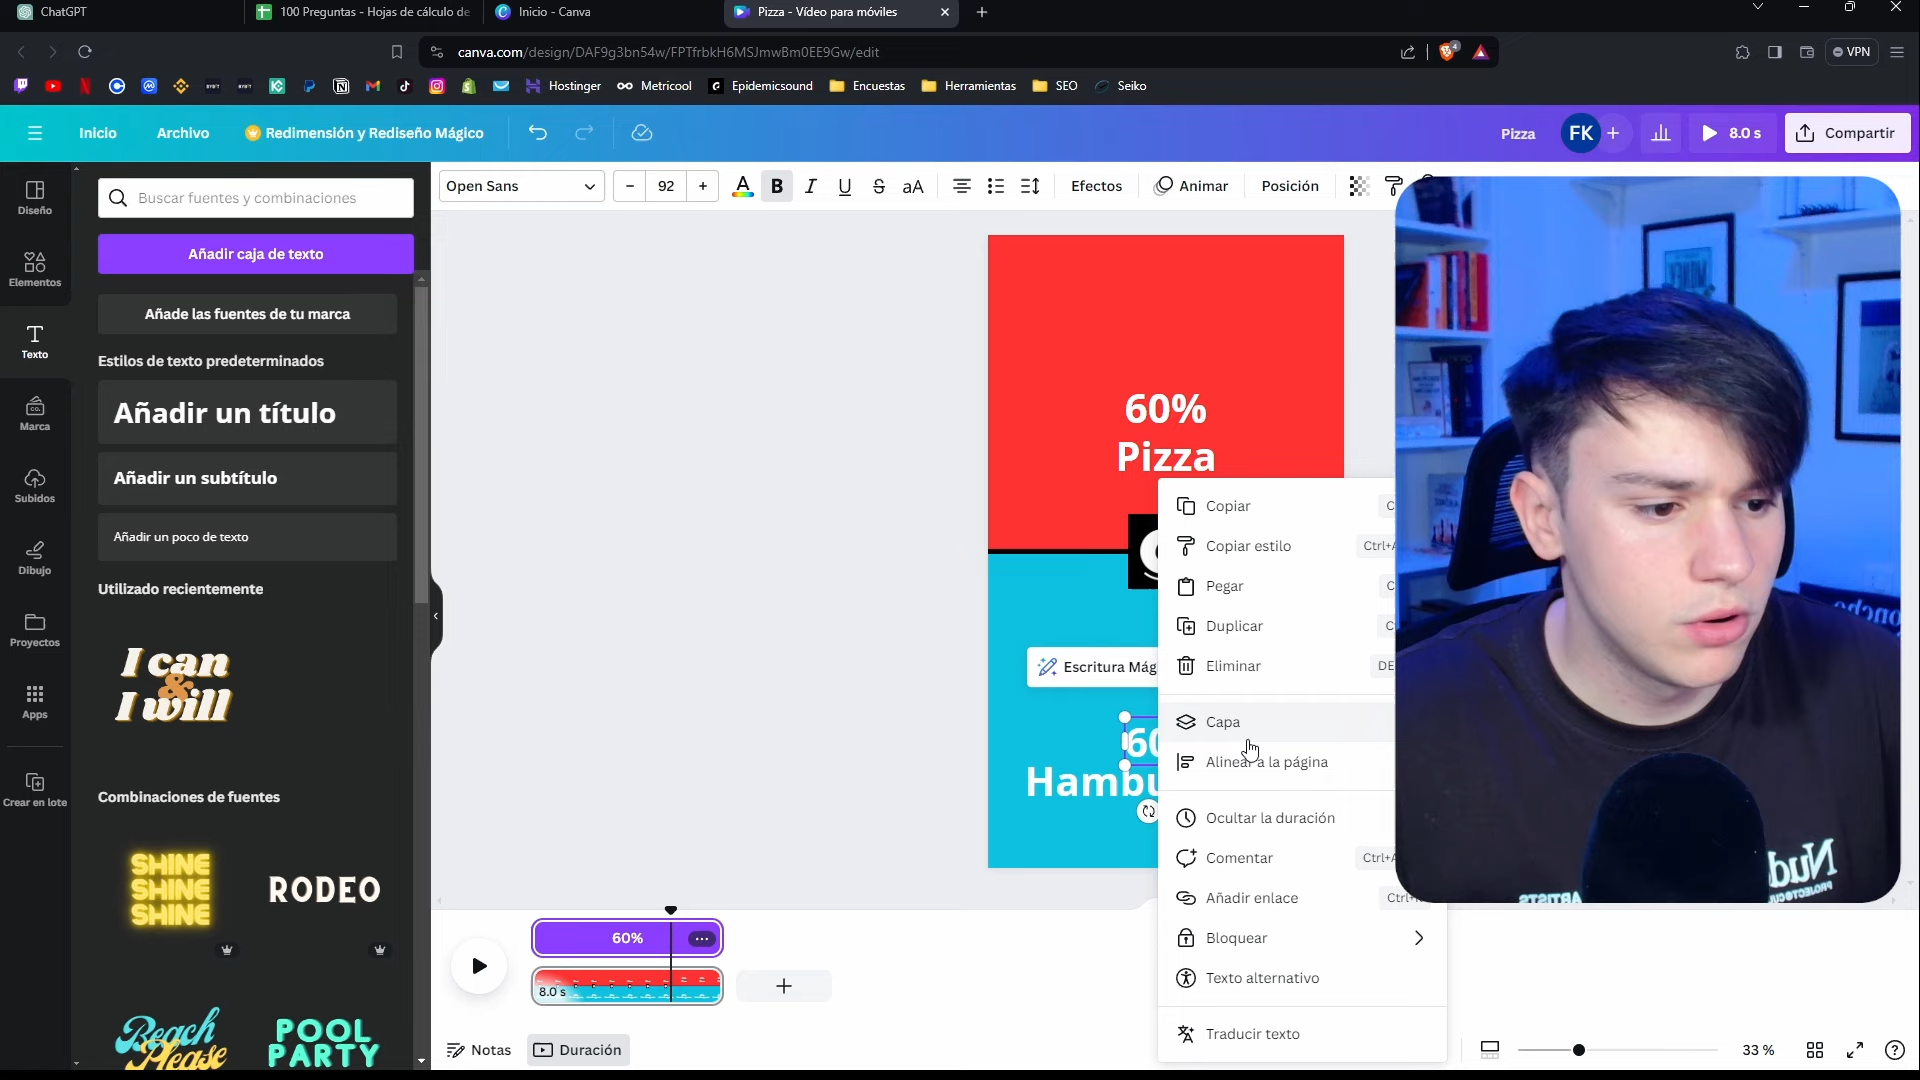 ChatGPT
100 Preguntas - Hojas de cálculo de
Inicio - Canva
Pizza - Vídeo para móviles
canva.com/design/DAF9g3bn54w/FPTfrbkH6MSJmwBm0EE9Gw/edit
VPN
Hostinger
Metricool
Epidemicsound
Encuestas
Herramientas
SEO
Seiko
Inicio
Archivo
Redimensión y Rediseño Mágico
Pizza
FK
8.0 s
Compartir
Diseño
Elementos
Texto
Marca
Subidos
Dibujo
Proyectos
Apps
Crear en lote
Buscar fuentes y combinaciones
Añadir caja de texto
Añade las fuentes de tu marca
Estilos de texto predeterminados
Añadir un título
Añadir un subtítulo
Añadir un poco de texto
Utilizado recientemente
I can
&
I will
Combinaciones de fuentes
SHINE
SHINE
SHINE
RODEO
Beach
Please
POOL
PARTY
Open Sans
92
aA
Efectos
Animar
Posición
60%
Pizza
Escritura Mág
60
Hambu
Copiar
Copiar estilo
Ctrl+A
Pegar
Duplicar
Eliminar
DE
Capa
Alinear a la página
Ocultar la duración
Comentar
Ctrl+A
Añadir enlace
Ctrl+
Bloquear
Texto alternativo
Traducir texto
60%
8.0 s
Notas
Duración
33 %